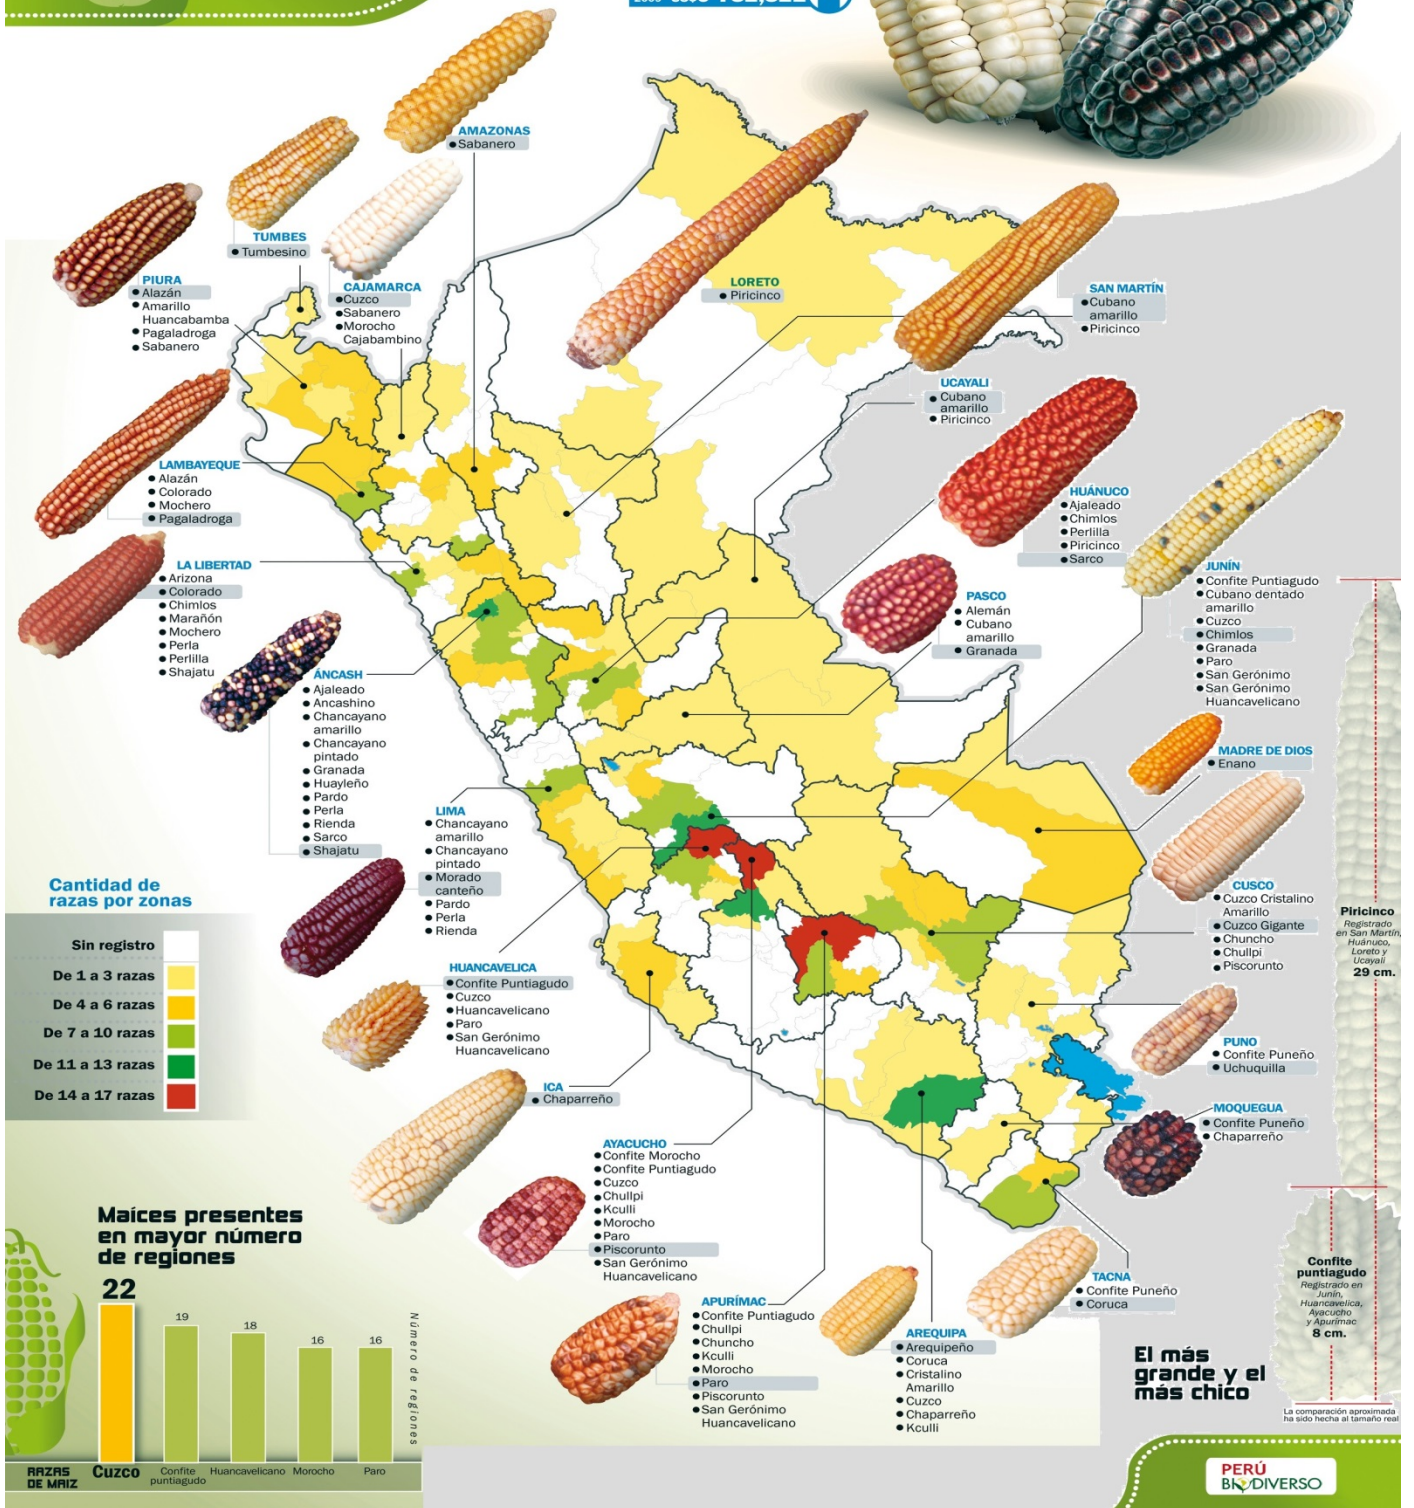 AMAZONAS
Sabanero
TUMBES
Tumbesino
PIURA
Alazán
Amarillo
Huancabamba
Pagaladroga
Sabanero
CAJAMARCA
Cuzco
Sabanero
Morocho
Cajabambino
LORETO
Piricinco
SAN MARTÍN
Cubano
amarillo
Piricinco
UCAYALI
Cubano
amarillo
Piricinco
LAMBAYEQUE
Alazán
Colorado
Mochero
Pagaladroga
HUÁNUCO
Ajaleado
Chimlos
Perlilla
Piricinco
Sarco
LA LIBERTAD
Arizona
Colorado
Chimlos
Marañón
Mochero
Perla
Perlilla
Shajatu
JUNÍN
Confite Puntiagudo
Cubano dentado
amarillo
Cuzco
Chimlos
Granada
Paro
San Gerónimo
San Gerónimo
Huancavelicano
PASCO
Alemán
Cubano
amarillo
Granada
ÁNCASH
Ajaleado
Ancashino
Chancayano
amarillo
Chancayano
pintado
Granada
Huayleño
Pardo
Perla
Rienda
Sarco
Shajatu
MADRE DE DIOS
Enano
LIMA
Chancayano
amarillo
Chancayano
pintado
Morado
canteño
Pardo
Perla
Rienda
CUSCO
Cuzco Cristalino
Amarillo
Cuzco Gigante
Chuncho
Chullpi
Piscorunto
Piricinco
Registrado
en San Martín,
Huánuco,
Loreto y
Ucayali
29 cm.
Cantidad de
razas por zonas
Sin registro
De 1 a 3 razas
De 4 a 6 razas
De 7 a 10 razas
De 11 a 13 razas
De 14 a 17 razas
HUANCAVELICA
Confite Puntiagudo
Cuzco
Huancavelicano
Paro
San Gerónimo
Huancavelicano
PUNO
Confite Puneño
Uchuquilla
ICA
Chaparreño
MOQUEGUA
Confite Puneño
Chaparreño
AYACUCHO
Confite Morocho
Confite Puntiagudo
Cuzco
Chullpi
Kculli
Morocho
Paro
Piscorunto
San Gerónimo
Huancavelicano
TACNA
Confite Puneño
Coruca
APURÍMAC
Confite Puntiagudo
Chullpi
Chuncho
Kculli
Morocho
Paro
Piscorunto
San Gerónimo
Huancavelicano
AREQUIPA
Arequipeño
Coruca
Cristalino
Amarillo
Cuzco
Chaparreño
Kculli
Confite
puntiagudo
Registrado en
Junín,
Huancavelica,
Ayacucho
y Apurímac
8 cm.
El más
grande y el
más chico
La comparación aproximada
ha sido hecha al tamaño real
Maíces presentes
en mayor número
de regiones
22
19
18
16
16
Número de regiones
RAZAS
DE MAIZ
Cuzco
Confite
puntiagudo
Huancavelicano
Morocho
Paro
PERÚ
BIODIVERSO